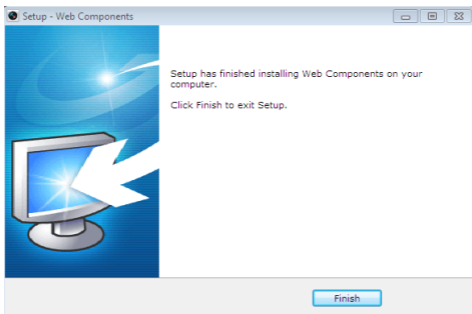 Setup - Web Components
Setup has finished installing Web Components on your
computer.
Click Finish to exit Setup.
Finish